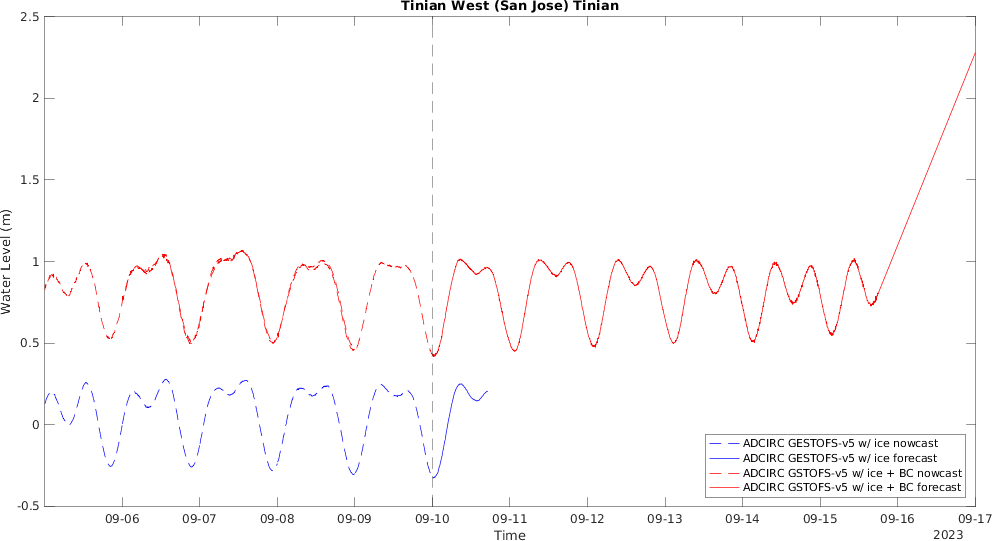 Tinian West (San Jose) Tinian
2.5
2
1.5
1
0.5
0
-0.5
Water Level (m)
ADCIRC GESTOFS-v5 w/ ice nowcast
ADCIRC GESTOFS-v5 w/ ice forecast
ADCIRC GSTOFS-v5 w/ ice + BC nowcast
ADCIRC GSTOFS-v5 w/ ice + BC forecast
09-06 09-07 09-08 09-09 09-10 09-11 09-12 09-13 09-14 09-15 09-16 09-17
Time
2023